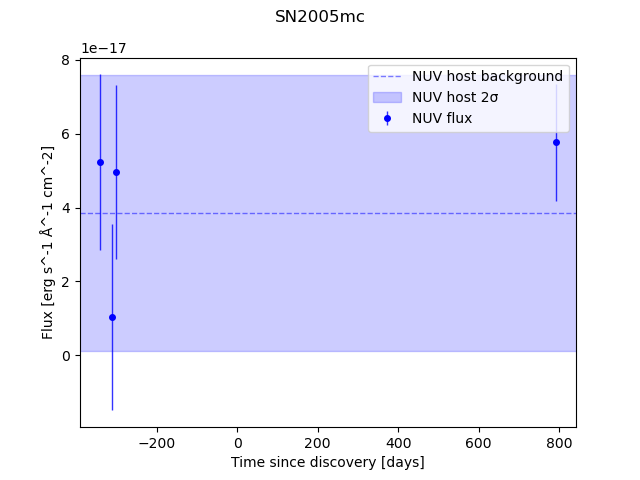 SN2005mc
1e−17
8
6
4
2
0
−200
0
200
400
600
800
Time since discovery [days]
Flux [erg s^-1 Å^-1 cm^-2]
NUV host background
NUV host 2σ
NUV flux